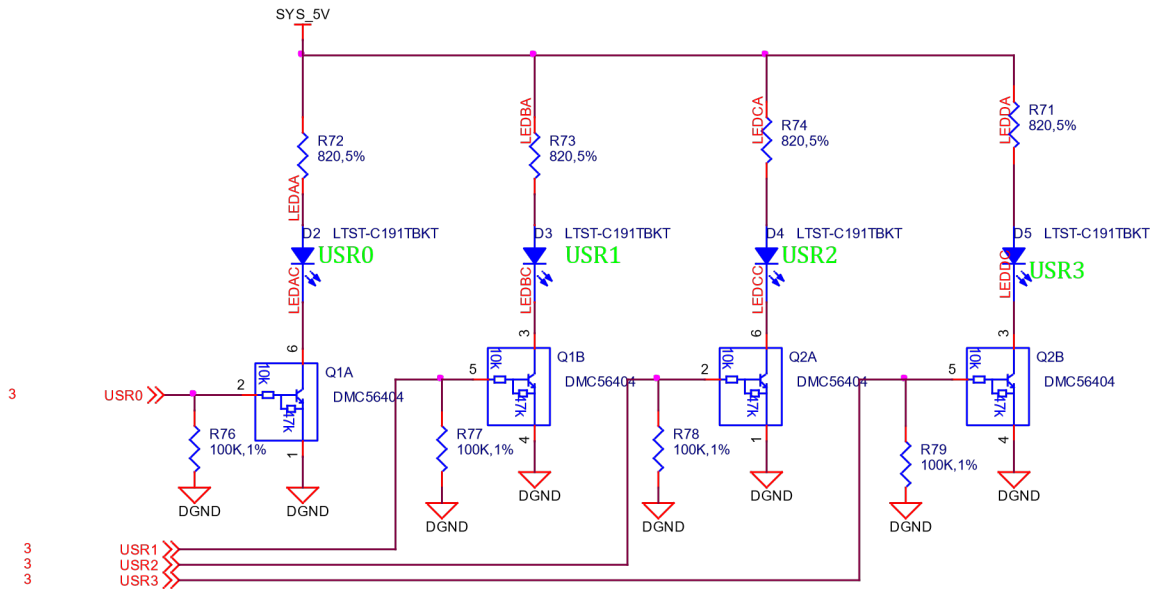 SYS_5V
R72
820,5%
LEDAA
D2 LTST-C191TBKT
USR0
LEDAC
6
10k
47k
Q1A
DMC56404
2
1
3 USR0
R76
100K,1%
DGND
DGND
LEDBA
R73
820,5%
D3 LTST-C191TBKT
USR1
LEDBC
3
10k
47k
Q1B
DMC56404
5
4
R77
100K,1%
DGND
DGND
LEDCA
R74
820,5%
D4 LTST-C191TBKT
USR2
LEDCC
6
10k
47k
Q2A
DMC56404
2
1
R78
100K,1%
DGND
DGND
LEDDA
R71
820,5%
D5 LTST-C191TBKT
USR3
LEDDC
3
10k
47k
Q2B
DMC56404
5
4
R79
100K,1%
DGND
DGND
3 USR1
3 USR2
3 USR3